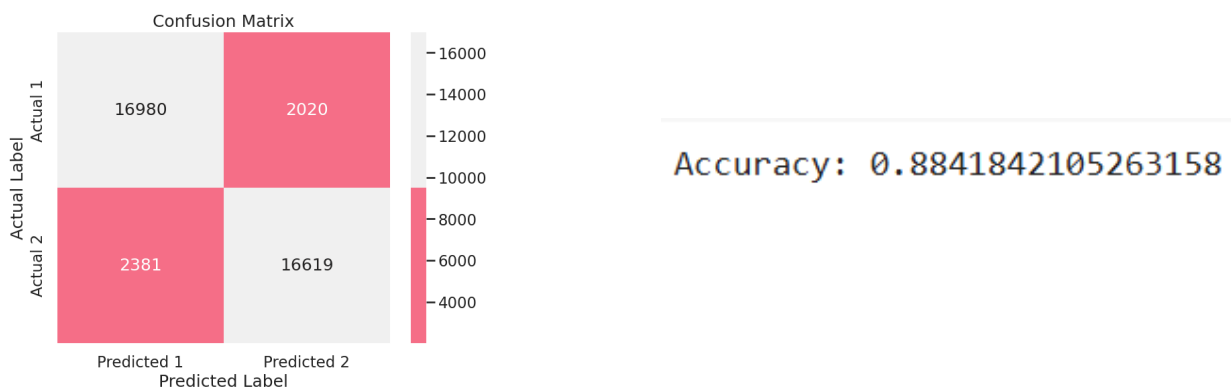 Confusion Matrix
Actual Label
Actual 1
16980
2020
Actual 2
2381
16619
Predicted 1
Predicted 2
Predicted Label
16000
14000
12000
10000
8000
6000
4000
Accuracy: 0.8841842105263158